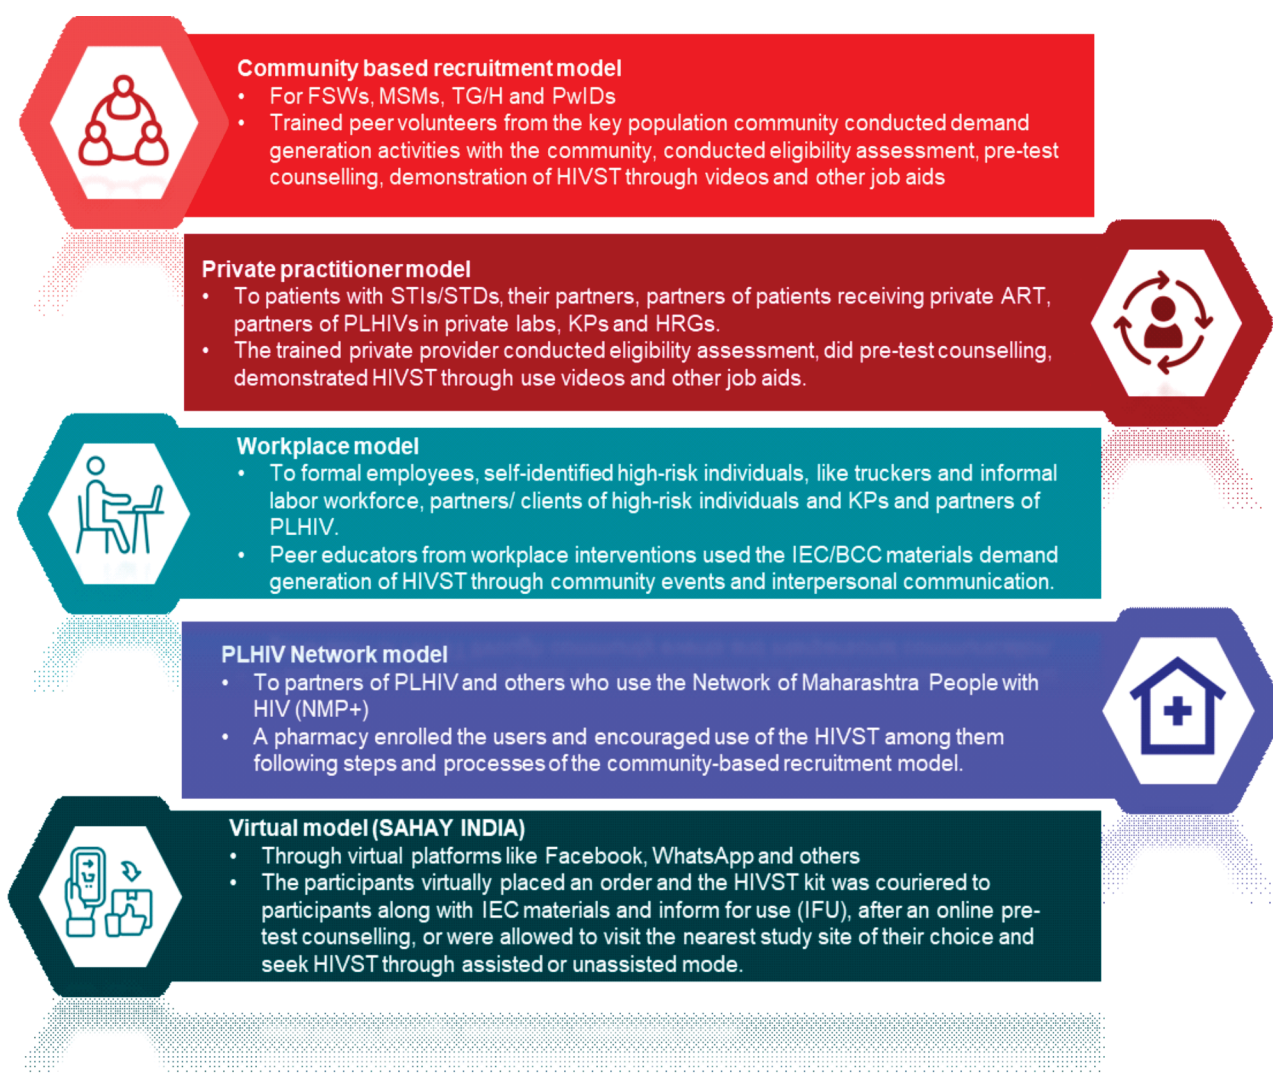 Community based recruitment model
• For FSWs, MSMs, TG/H and PwIDs
• Trained peer volunteers from the key population community conducted demand
generation activities with the community, conducted eligibility assessment, pre-test
counselling, demonstration of HIVST through videos and other job aids
Private practitioner model
• To patients with STIs/STDs, their partners, partners of patients receiving private ART,
partners of PLHIVs in private labs, KPs and HRGs.
• The trained private provider conducted eligibility assessment, did pre-test counselling,
demonstrated HIVST through use videos and other job aids.
Workplace model
• To formal employees, self-identified high-risk individuals, like truckers and informal
labor workforce, partners/ clients of high-risk individuals and KPs and partners of
PLHIV.
• Peer educators from workplace interventions used the IEC/BCC materials demand
generation of HIVST through community events and interpersonal communication.
PLHIV Network model
• To partners of PLHIV and others who use the Network of Maharashtra People with
HIV (NMP+)
• A pharmacy enrolled the users and encouraged use of the HIVST among them
following steps and processes of the community-based recruitment model.
Virtual model (SAHAY INDIA)
• Through virtual platforms like Facebook, WhatsApp and others
• The participants virtually placed an order and the HIVST kit was couriered to
participants along with IEC materials and inform for use (IFU), after an online pre-
test counselling, or were allowed to visit the nearest study site of their choice and
seek HIVST through assisted or unassisted mode.